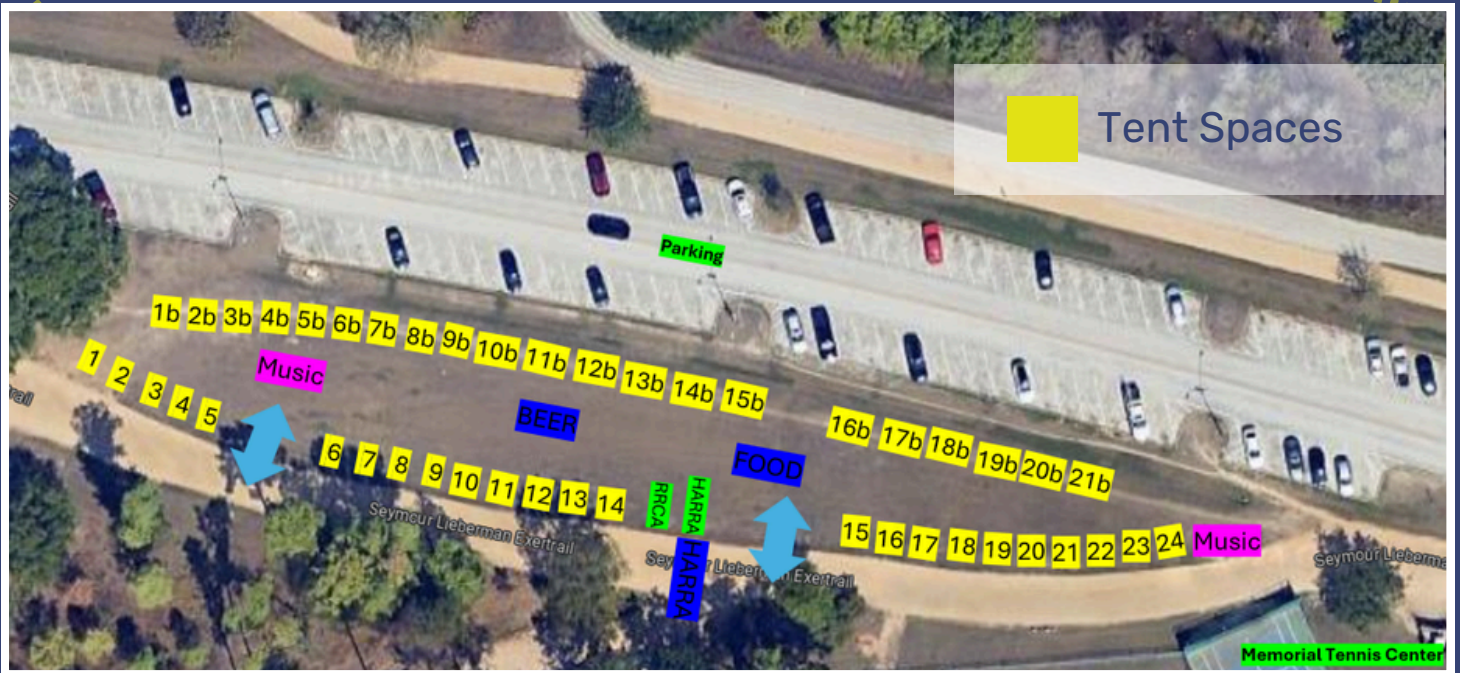 Tent Spaces
Parking
1b 2b 3b 4b 5b 6b 7b 8b 9b 10b 11b 12b 13b 14b 15b
16b 17b 18b 19b 20b 21b
1 2 3 4 5
Music
BEER
FOOD
6 7 8 9 10 11 12 13 14
RRCA
HARRA
HARRA
15 16 17 18 19 20 21 22 23 24
Music
rail
Seymour Lieberman Exertrail
Seymour Lieberman Exertrail
Seymour Lieberma
Memorial Tennis Center